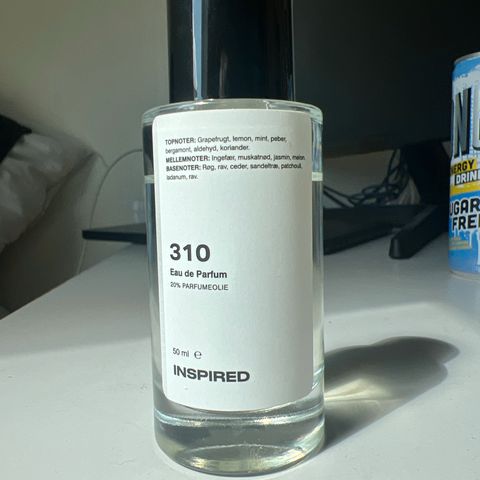 TOPNOTER: Grapefrugt, lemon, mint, peber,
bergamont, aldehyd, koriander.
MELLEMNOTER: Ingefær, muskatnød, jasmin, melon.
BASENOTER: Røg, rav, ceder, sandeltræ, patchouli,
ladanum, rav.
310
Eau de Parfum
20% PARFUMEOLIE
50 ml ℮
INSPIRED
ENERGY
DRINK
SUGAR
FREE